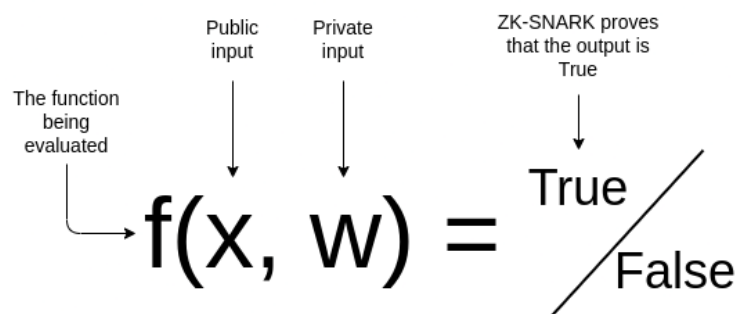 Public
input
Private
input
ZK-SNARK proves
that the output is
True
The function
being
evaluated
f(x, w) =
True
False